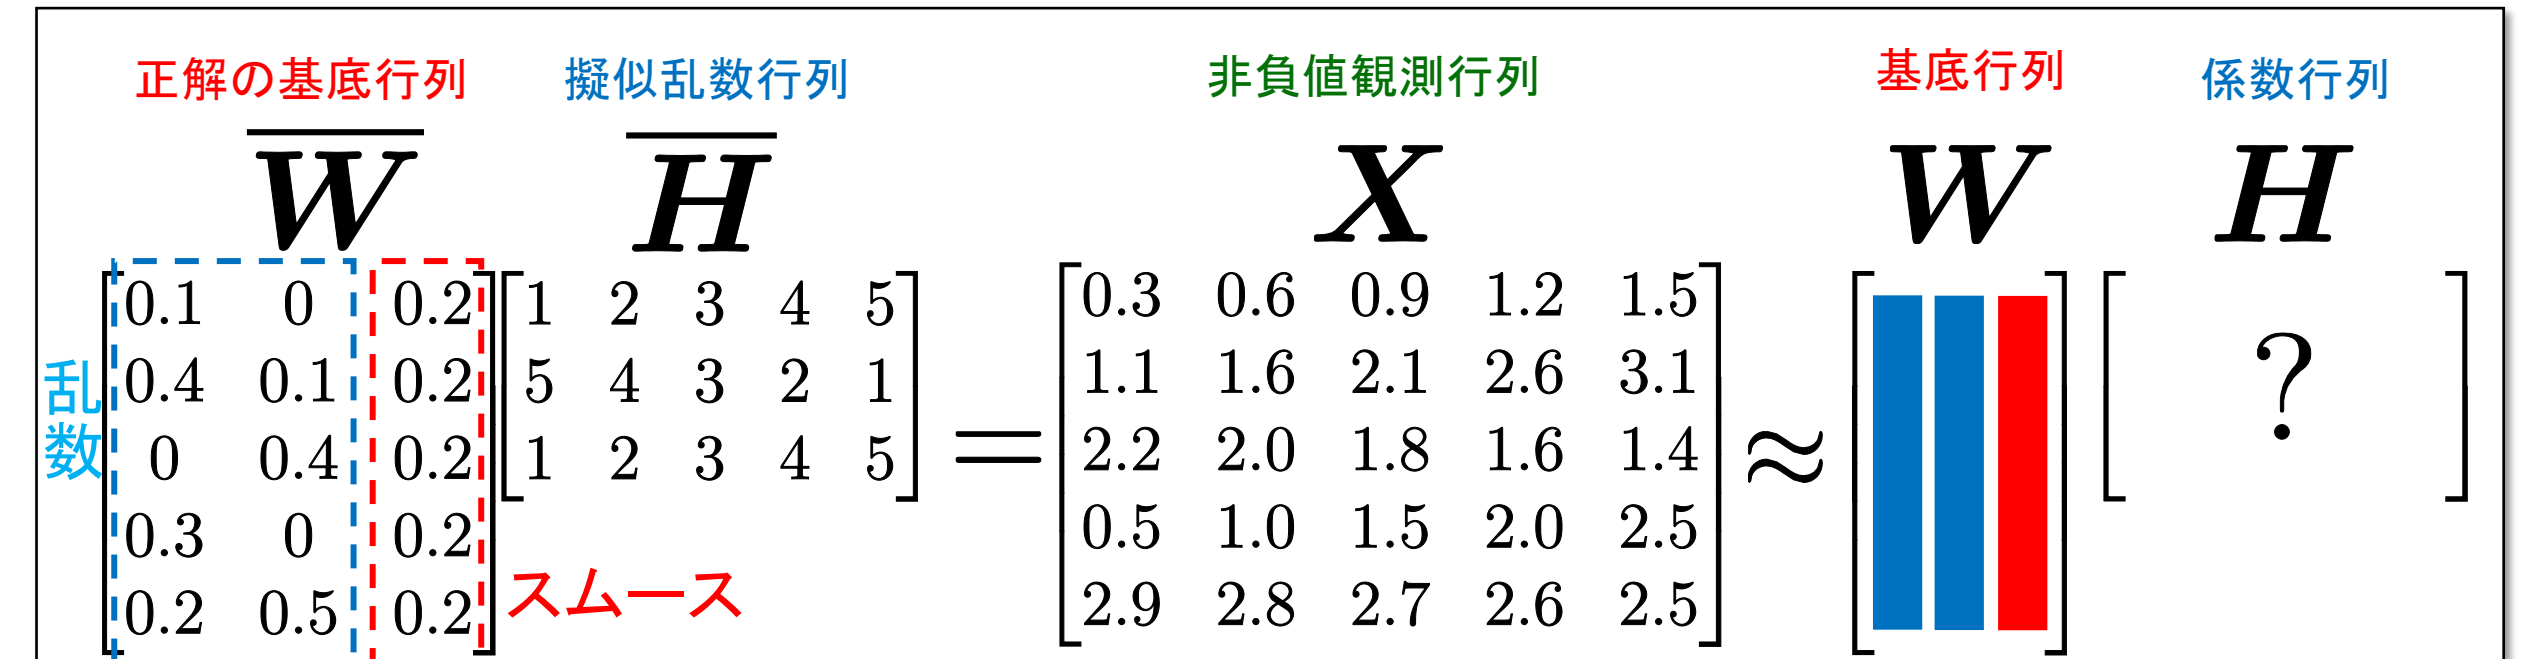 正解の基底行列 擬似乱数行列 非負値観測行列 基底行列 係数行列
W H X W H
0.1 0 0.2 1 2 3 4 5 0.3 0.6 0.9 1.2 1.5
0.4 0.1 0.2 5 4 3 2 1 1.1 1.6 2.1 2.6 3.1
乱数
0 0.4 0.2 1 2 3 4 5 = 2.2 2.0 1.8 1.6 1.4 ≈ ?
0.3 0 0.2 0.5 1.0 1.5 2.0 2.5
0.2 0.5 0.2 スムース 2.9 2.8 2.7 2.6 2.5